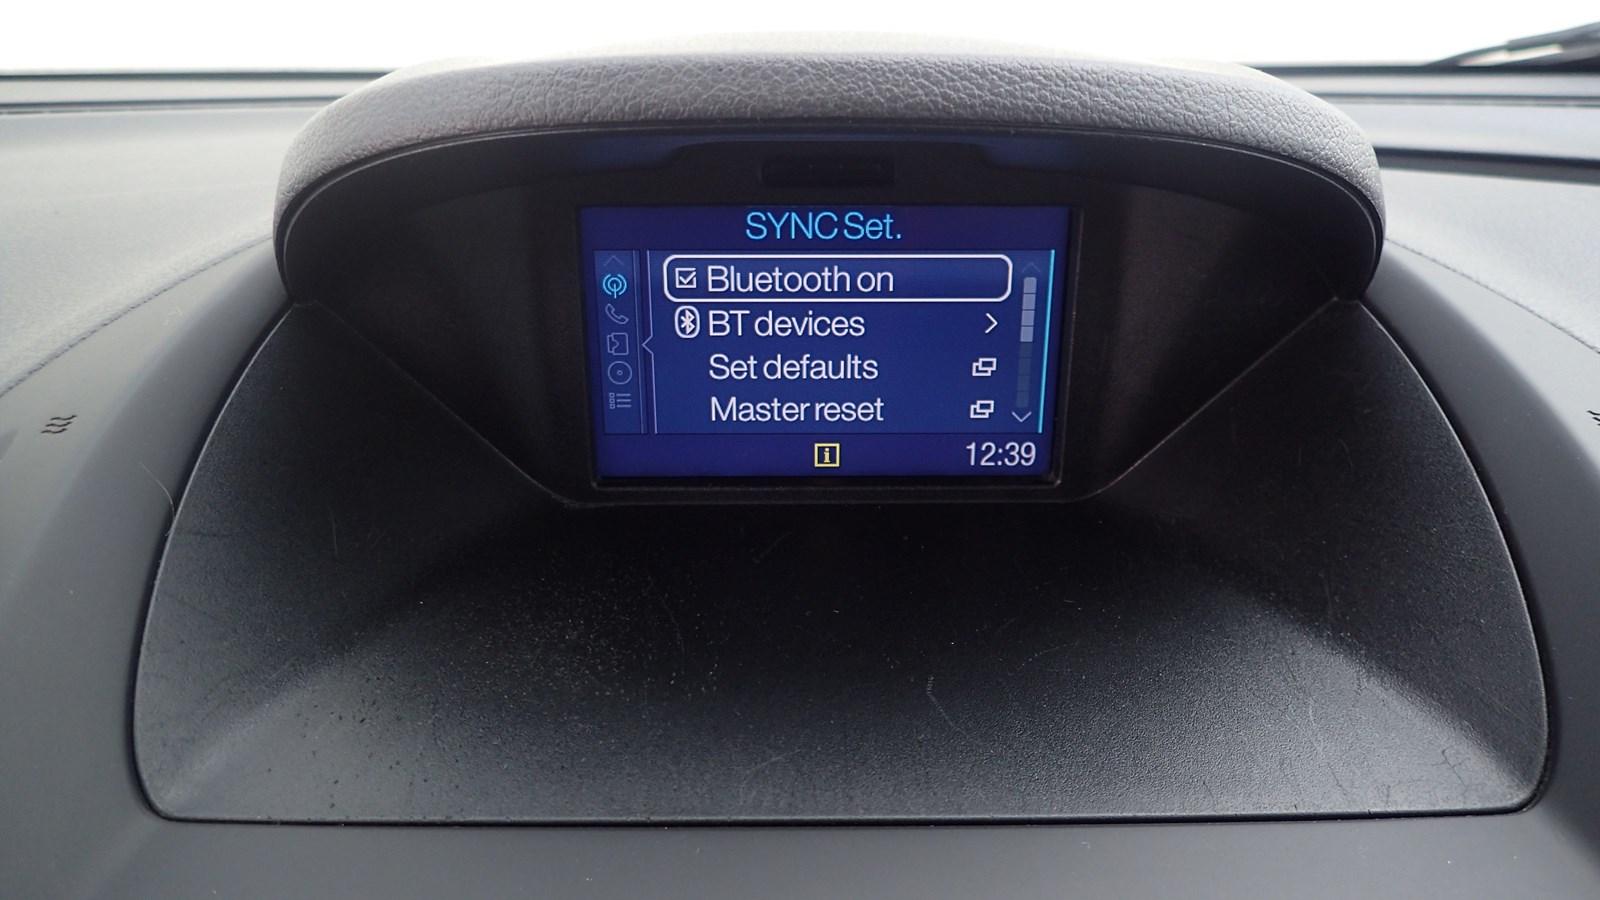 SYNC Set.
Bluetooth on
BT devices
Set defaults
Master reset
i
12:39